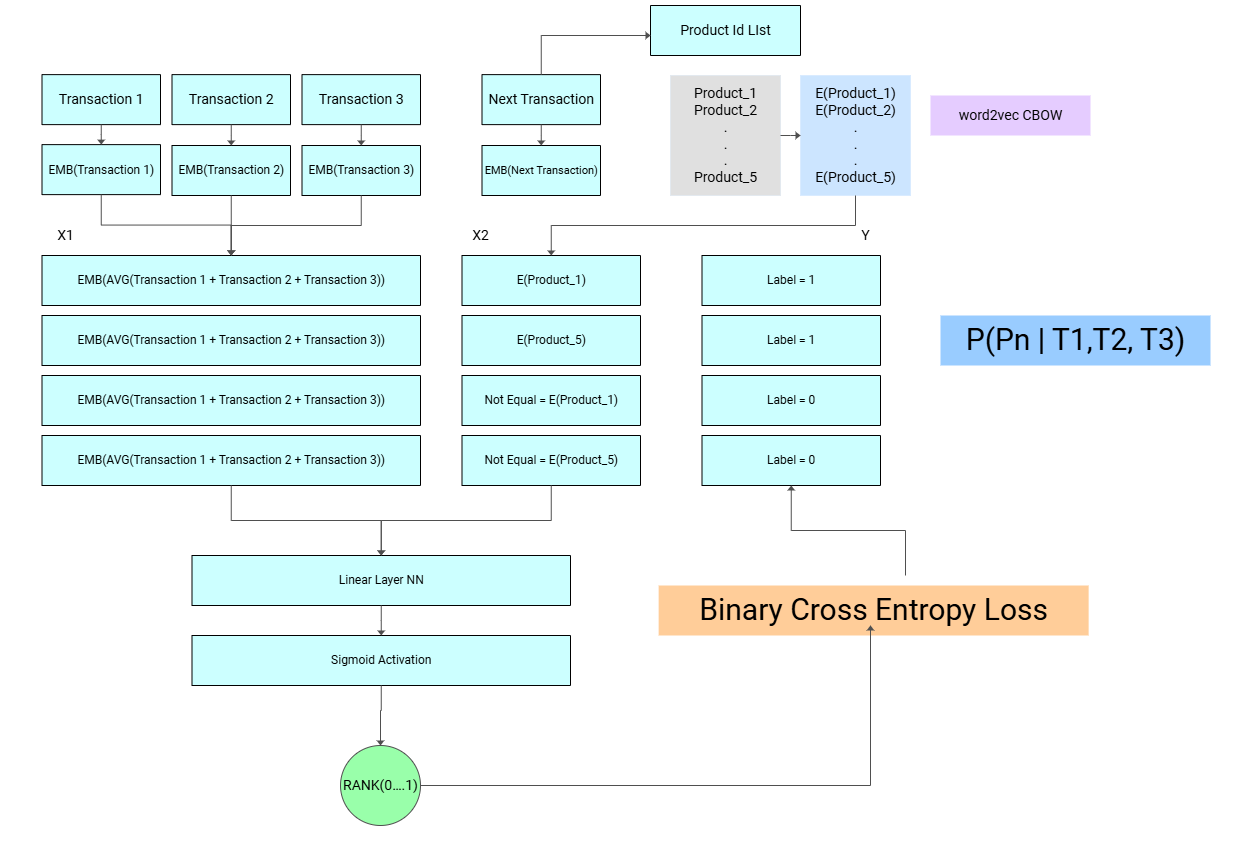 Product Id LIst
Transaction 1
Transaction 2
Transaction 3
Next Transaction
Product_1
Product_2
.
.
.
Product_5
E(Product_1)
E(Product_2)
.
.
.
E(Product_5)
word2vec CBOW
EMB(Transaction 1)
EMB(Transaction 2)
EMB(Transaction 3)
EMB(Next Transaction)
X1
X2
Y
EMB(AVG(Transaction 1 + Transaction 2 + Transaction 3))
E(Product_1)
Label = 1
EMB(AVG(Transaction 1 + Transaction 2 + Transaction 3))
E(Product_5)
Label = 1
P(Pn | T1,T2, T3)
EMB(AVG(Transaction 1 + Transaction 2 + Transaction 3))
Not Equal = E(Product_1)
Label = 0
EMB(AVG(Transaction 1 + Transaction 2 + Transaction 3))
Not Equal = E(Product_5)
Label = 0
Linear Layer NN
Binary Cross Entropy Loss
Sigmoid Activation
RANK(0....1)